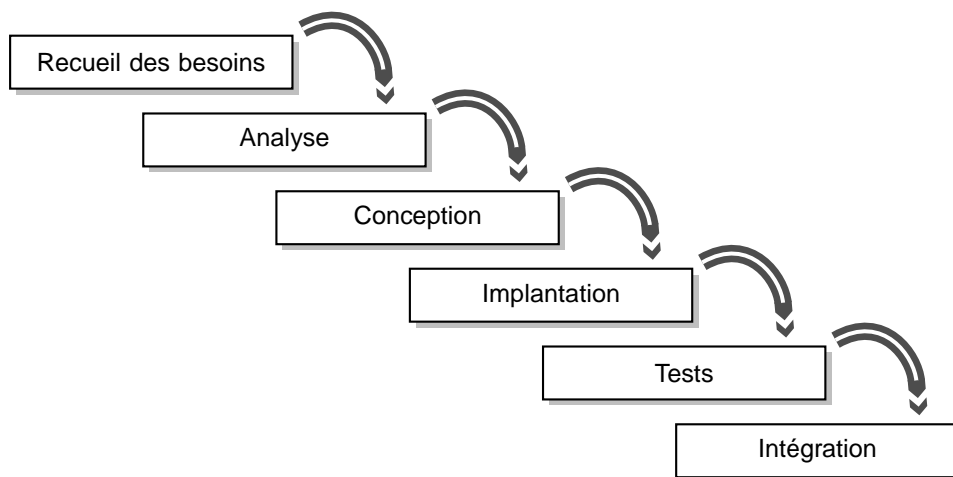 Recueil des besoins
Analyse
Conception
Implantation
Tests
Intégration